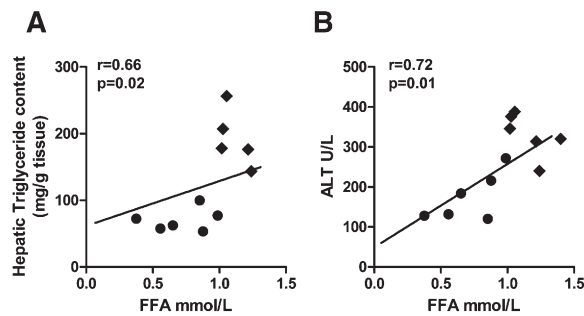 A
r=0.66
p=0.02
Hepatic Triglyceride content
(mg/g tissue)
300
200
100
0
0.0 0.5 1.0 1.5
FFA mmol/L
B
r=0.72
p=0.01
ALT U/L
500
400
300
200
100
0
0.0 0.5 1.0 1.5
FFA mmol/L